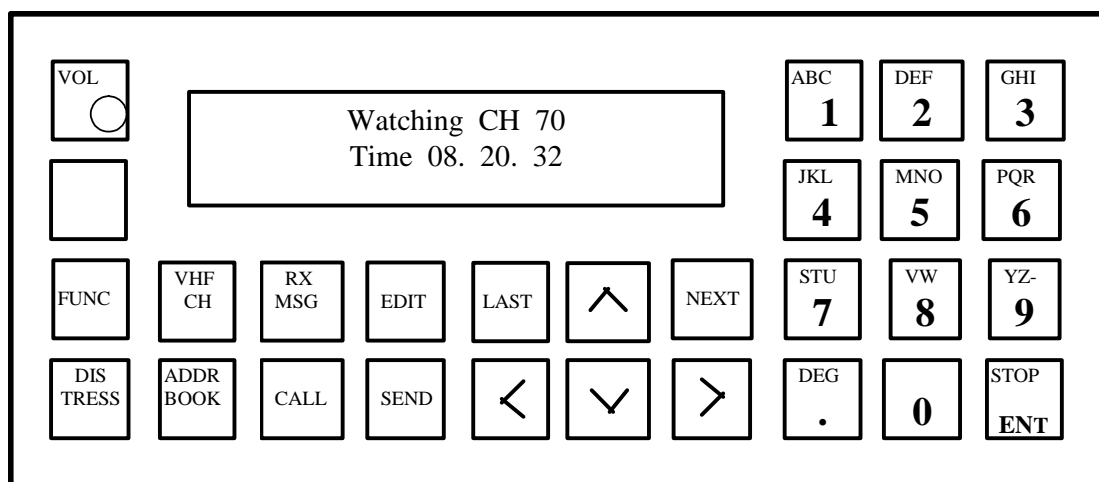 VOL
Watching CH 70
Time 08. 20. 32
ABC
1
DEF
2
GHI
3
JKL
4
MNO
5
PQR
6
FUNC
VHF
CH
RX
MSG
EDIT
LAST
NEXT
STU
7
VW
8
YZ-
9
DIS
TRESS
ADDR
BOOK
CALL
SEND
DEG
.
0
STOP
ENT